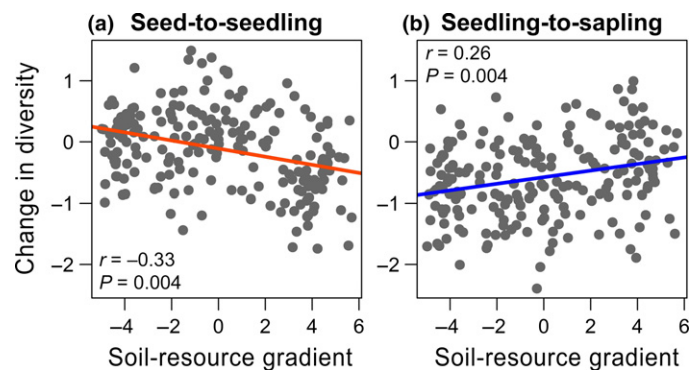 (a) Seed-to-seedling
Change in diversity
1
0
−1
−2
r = −0.33
P = 0.004
−4 −2 0 2 4 6
Soil-resource gradient
(b) Seedling-to-sapling
r = 0.26
P = 0.004
1
0
−1
−2
−4 −2 0 2 4 6
Soil-resource gradient